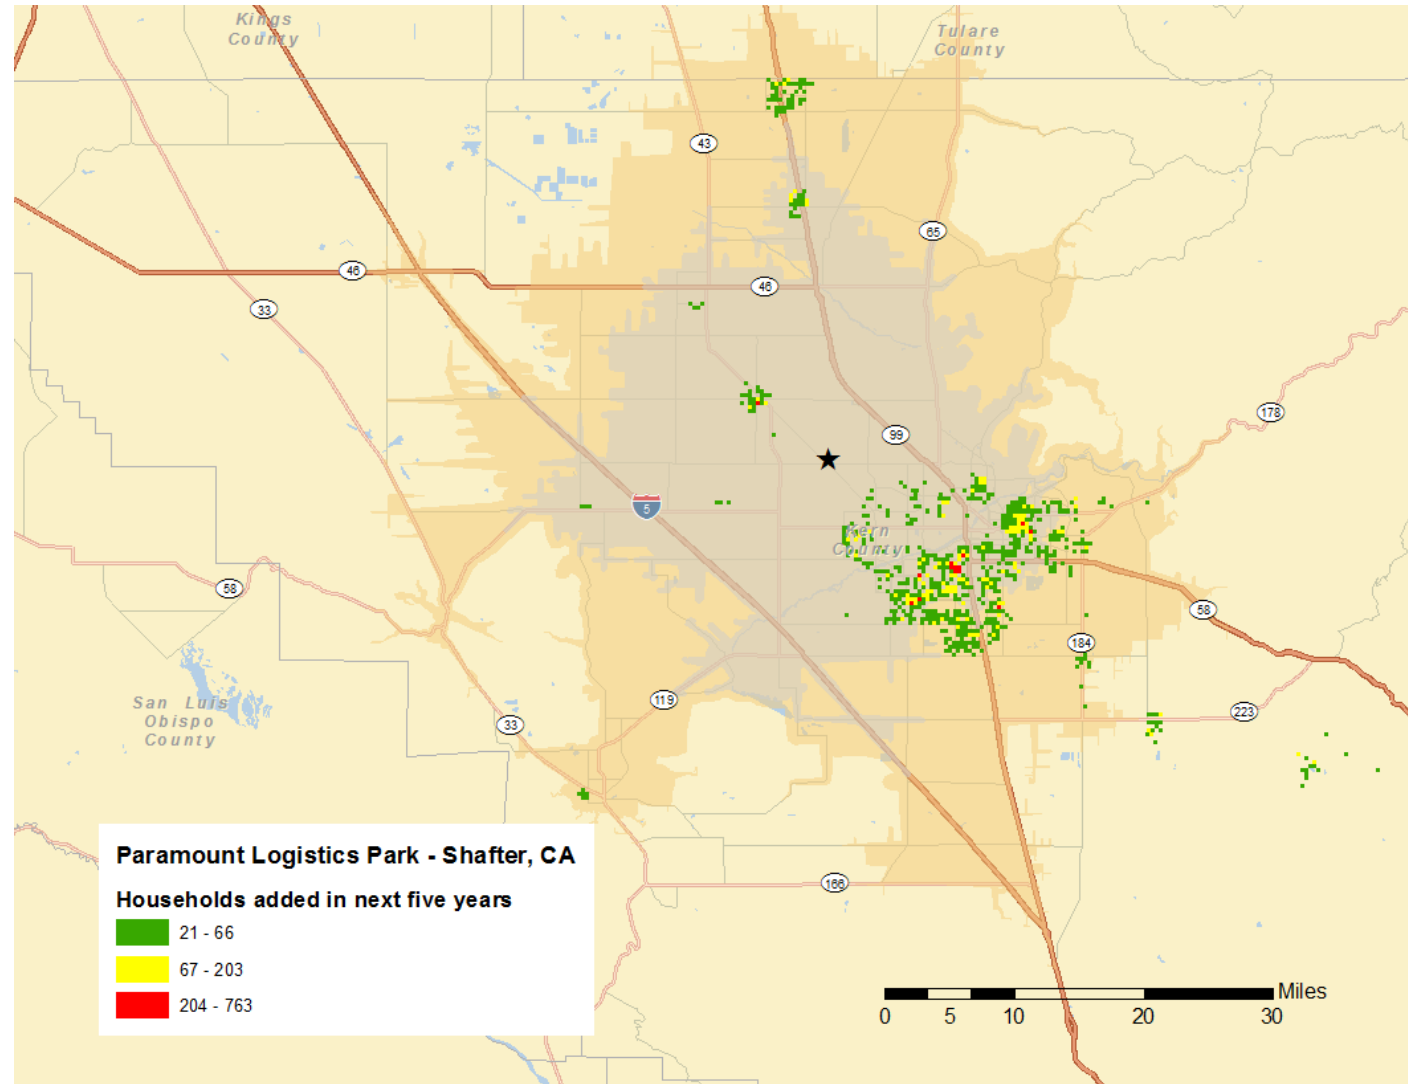 Kings
County
Tulare
County
43
65
46
46
33
178
99
5
Kern
County
58
58
184
San Luis
Obispo
County
119
33
223
166
Paramount Logistics Park - Shafter, CA
Households added in next five years
21 - 66
67 - 203
204 - 763
Miles
0 5 10 20 30